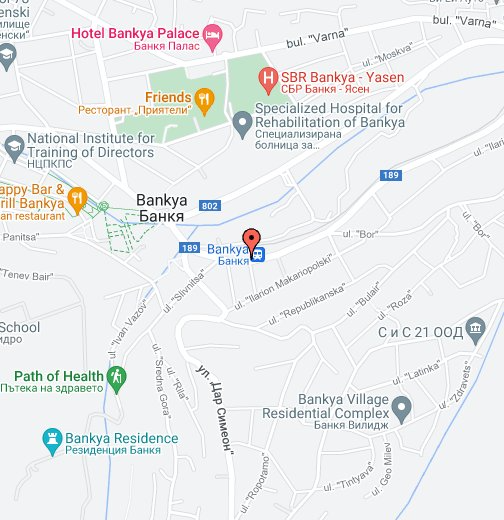 Hotel Bankya Palace
Банкя Палас
bul. "Varna"
bul. "Varna"
ul. "Moskva"
SBR Bankya - Yasen
СБР Банкя - Ясен
Friends
Ресторант „Приятели"
Specialized Hospital for
Rehabilitation of Bankya
Специализирана
болница за...
National Institute for
Training of Directors
НЦПКПС
Bankya
Банкя
802
189
189
Panitsa"
ul. "Bor"
ul. "Bor"
Bankya
Банкя
"Tenev Bair"
ul. "Slivnitsa"
ul. "Ilarion Makariopolski"
ul. "Republikanska"
ul. "Bulair"
ul. "Roza"
ul. "Ivan Vazov"
School
С и С 21 ООД
ul. "Sredna Gora"
ul. "Rila"
ул. „Цар Симеон"
ul. "Latinka"
ul. "Zdravets"
Path of Health
Пътека на здравето
Bankya Village
Residential Complex
Банкя Вилидж
Bankya Residence
Резиденция Банкя
ul. "Roporamo"
ul. "Tintyava"
ul. "Geo Milev"